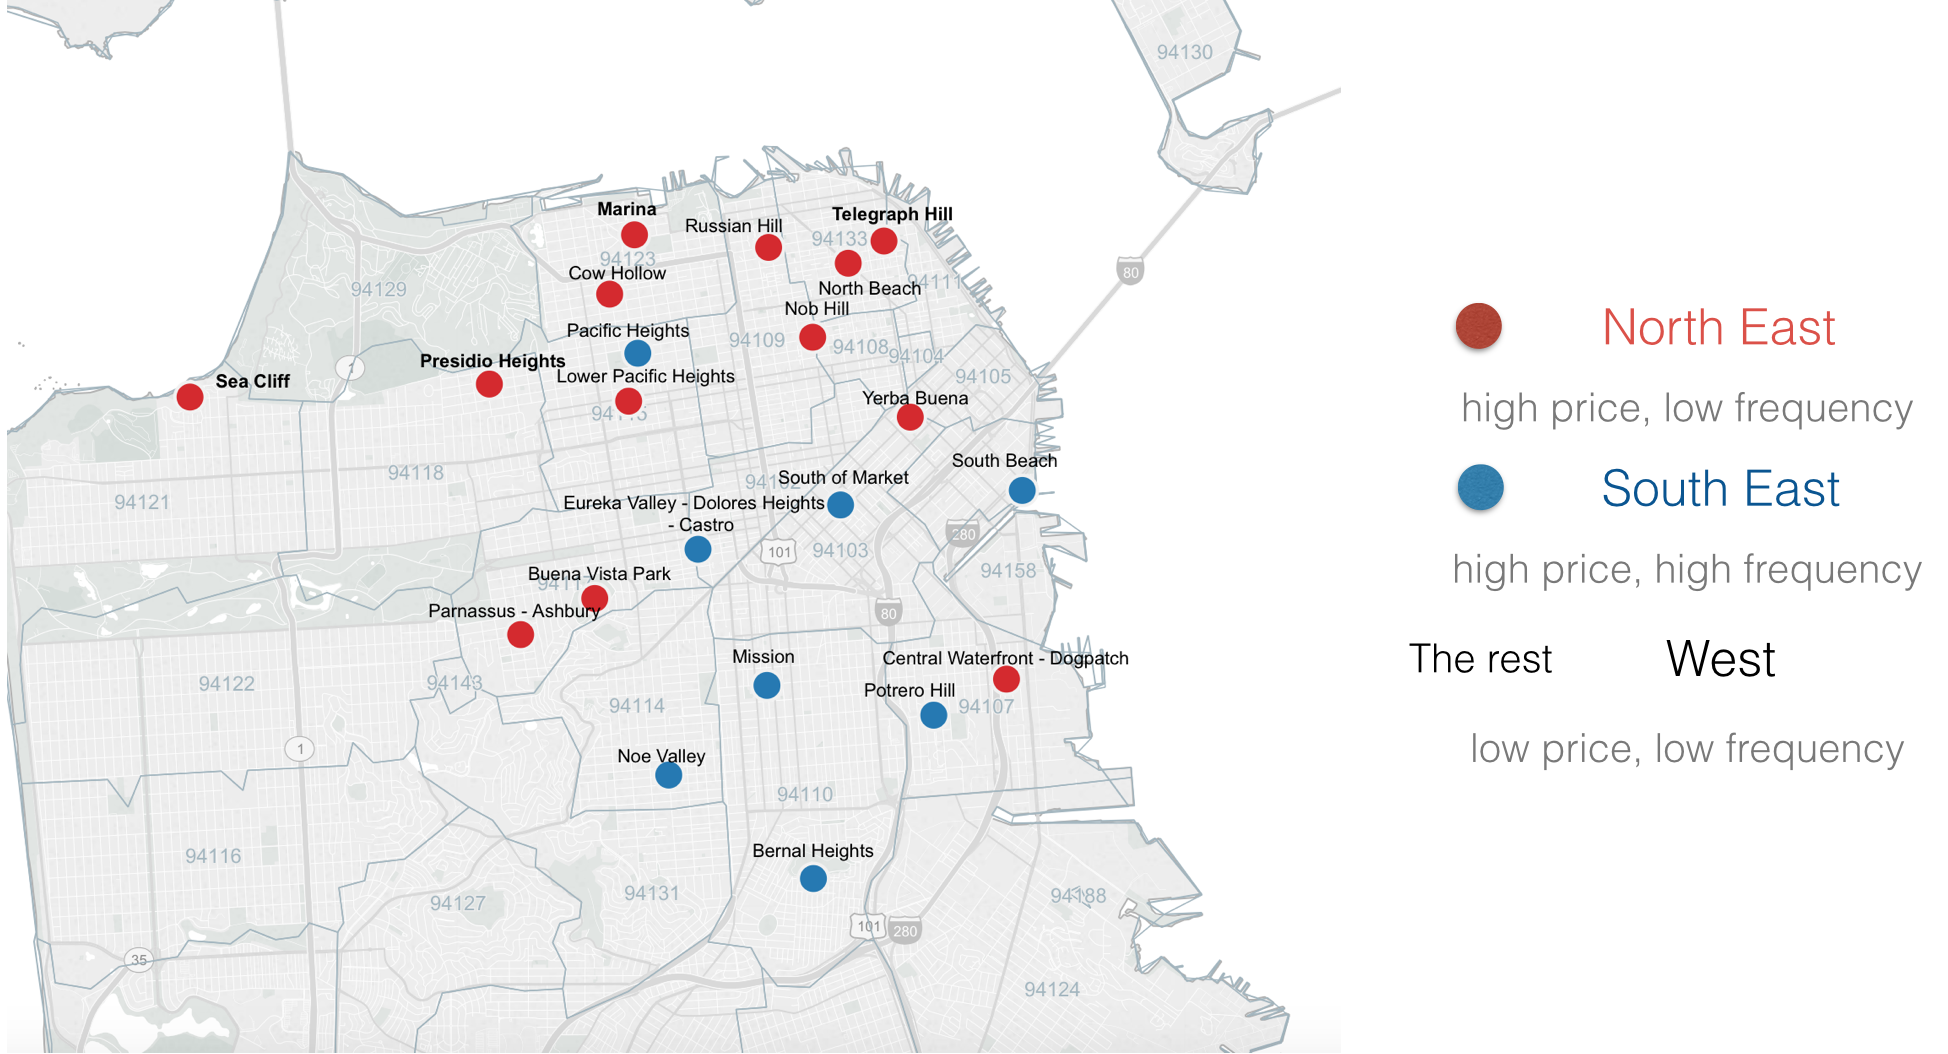 94130
Marina
Russian Hill
Telegraph Hill
94133
94123
Cow Hollow
80
94129
North Beach
94111
Nob Hill
Pacific Heights
94109
94108
94104
Presidio Heights
1
Sea Cliff
Lower Pacific Heights
94105
Yerba Buena
94118
South of Market
South Beach
94121
Eureka Valley - Dolores Heights
- Castro
280
101
94103
94158
Buena Vista Park
80
Parnassus - Ashbury
Mission
Central Waterfront - Dogpatch
94122
94143
Potrero Hill
94114
94107
1
Noe Valley
94110
94116
Bernal Heights
94131
94127
94188
101
280
35
94124
North East
high price, low frequency
South East
high price, high frequency
The rest West
low price, low frequency